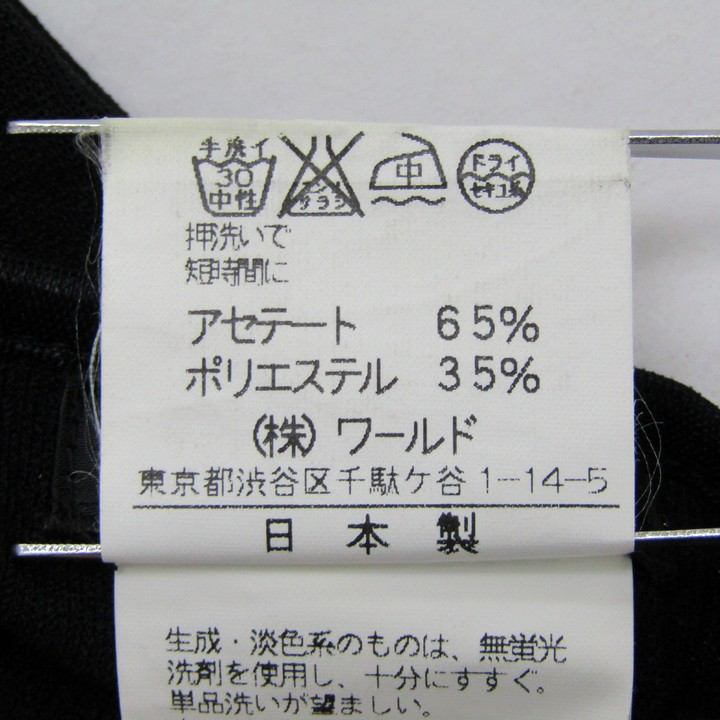 手洗イ
30
中性
エンソ
サラシ
中
ドライ
セキユ系
押洗いで
短時間に
アセテート 65%
ポリエステル 35%
(株)ワールド
東京都渋谷区千駄ケ谷1-14-5
日本製
生成・淡色系のものは、無蛍光
洗剤を使用し、十分にすすぐ。
単品洗いが望ましい。